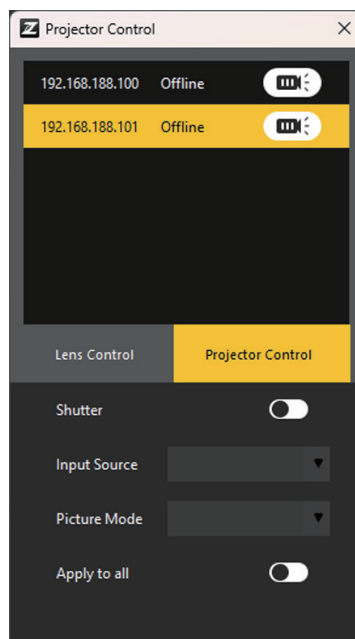 Projector Control
192.168.188.100 Offline
192.168.188.101 Offline
Lens Control Projector Control
Shutter
Input Source
Picture Mode
Apply to all